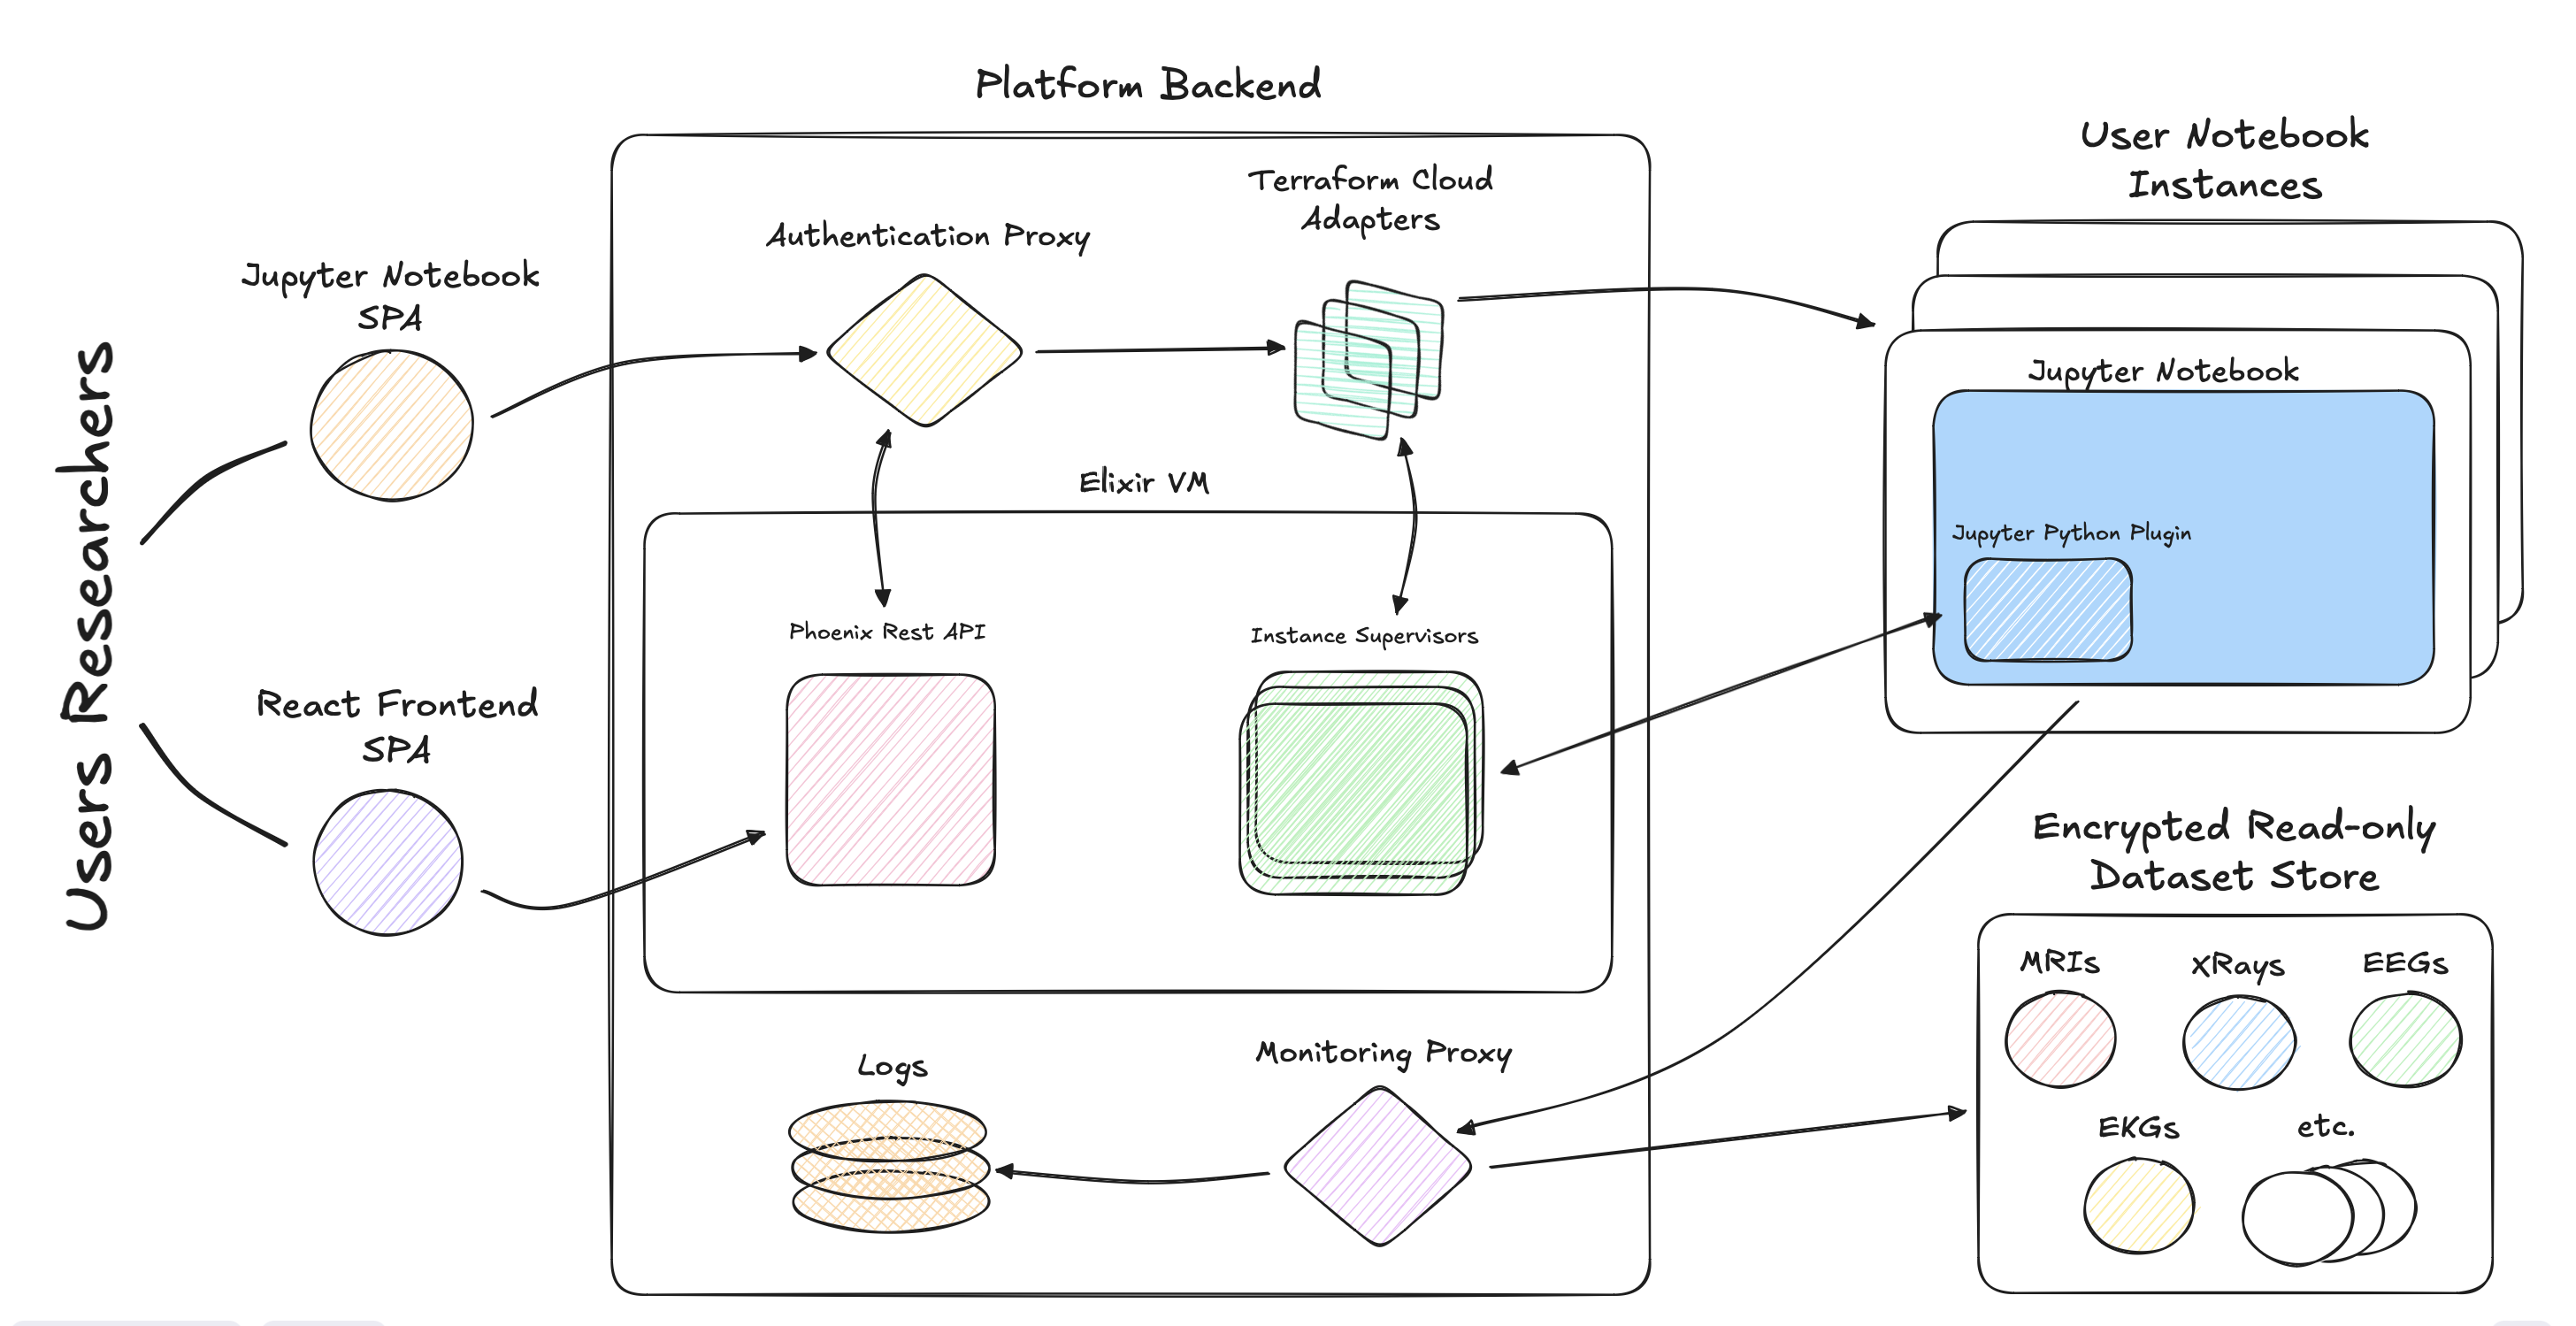 Platform Backend
User Notebook
Instances
Terraform Cloud
Adapters
Authentication Proxy
Jupyter Notebook
SPA
Users Researchers
Jupyter Notebook
Elixir VM
Jupyter Python Plugin
Phoenix Rest API
Instance Supervisors
React Frontend
SPA
Encrypted Read-only
Dataset Store
MRIs
XRays
EEGs
Logs
Monitoring Proxy
EKGs
etc.